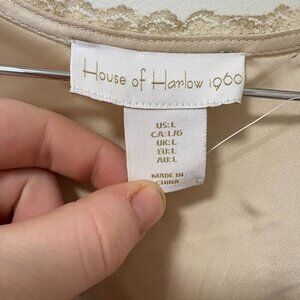 House of Harlow 1960
US:L
CA:L/G
UK:L
EU:L
AU:L
MADE IN
CHINA